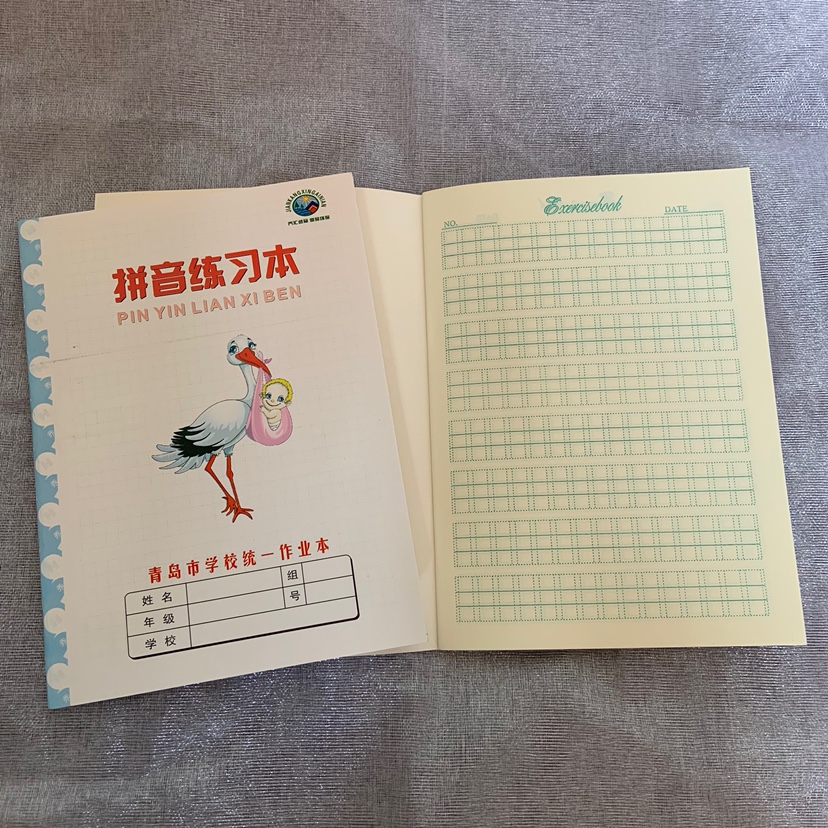 JIANKANGXINGAIHUA
拼音练习本
PIN YIN LIAN XI BEN
青岛市学校统一作业本
姓名
组
年级
号
学校
Exercisebook
NO.
DATE